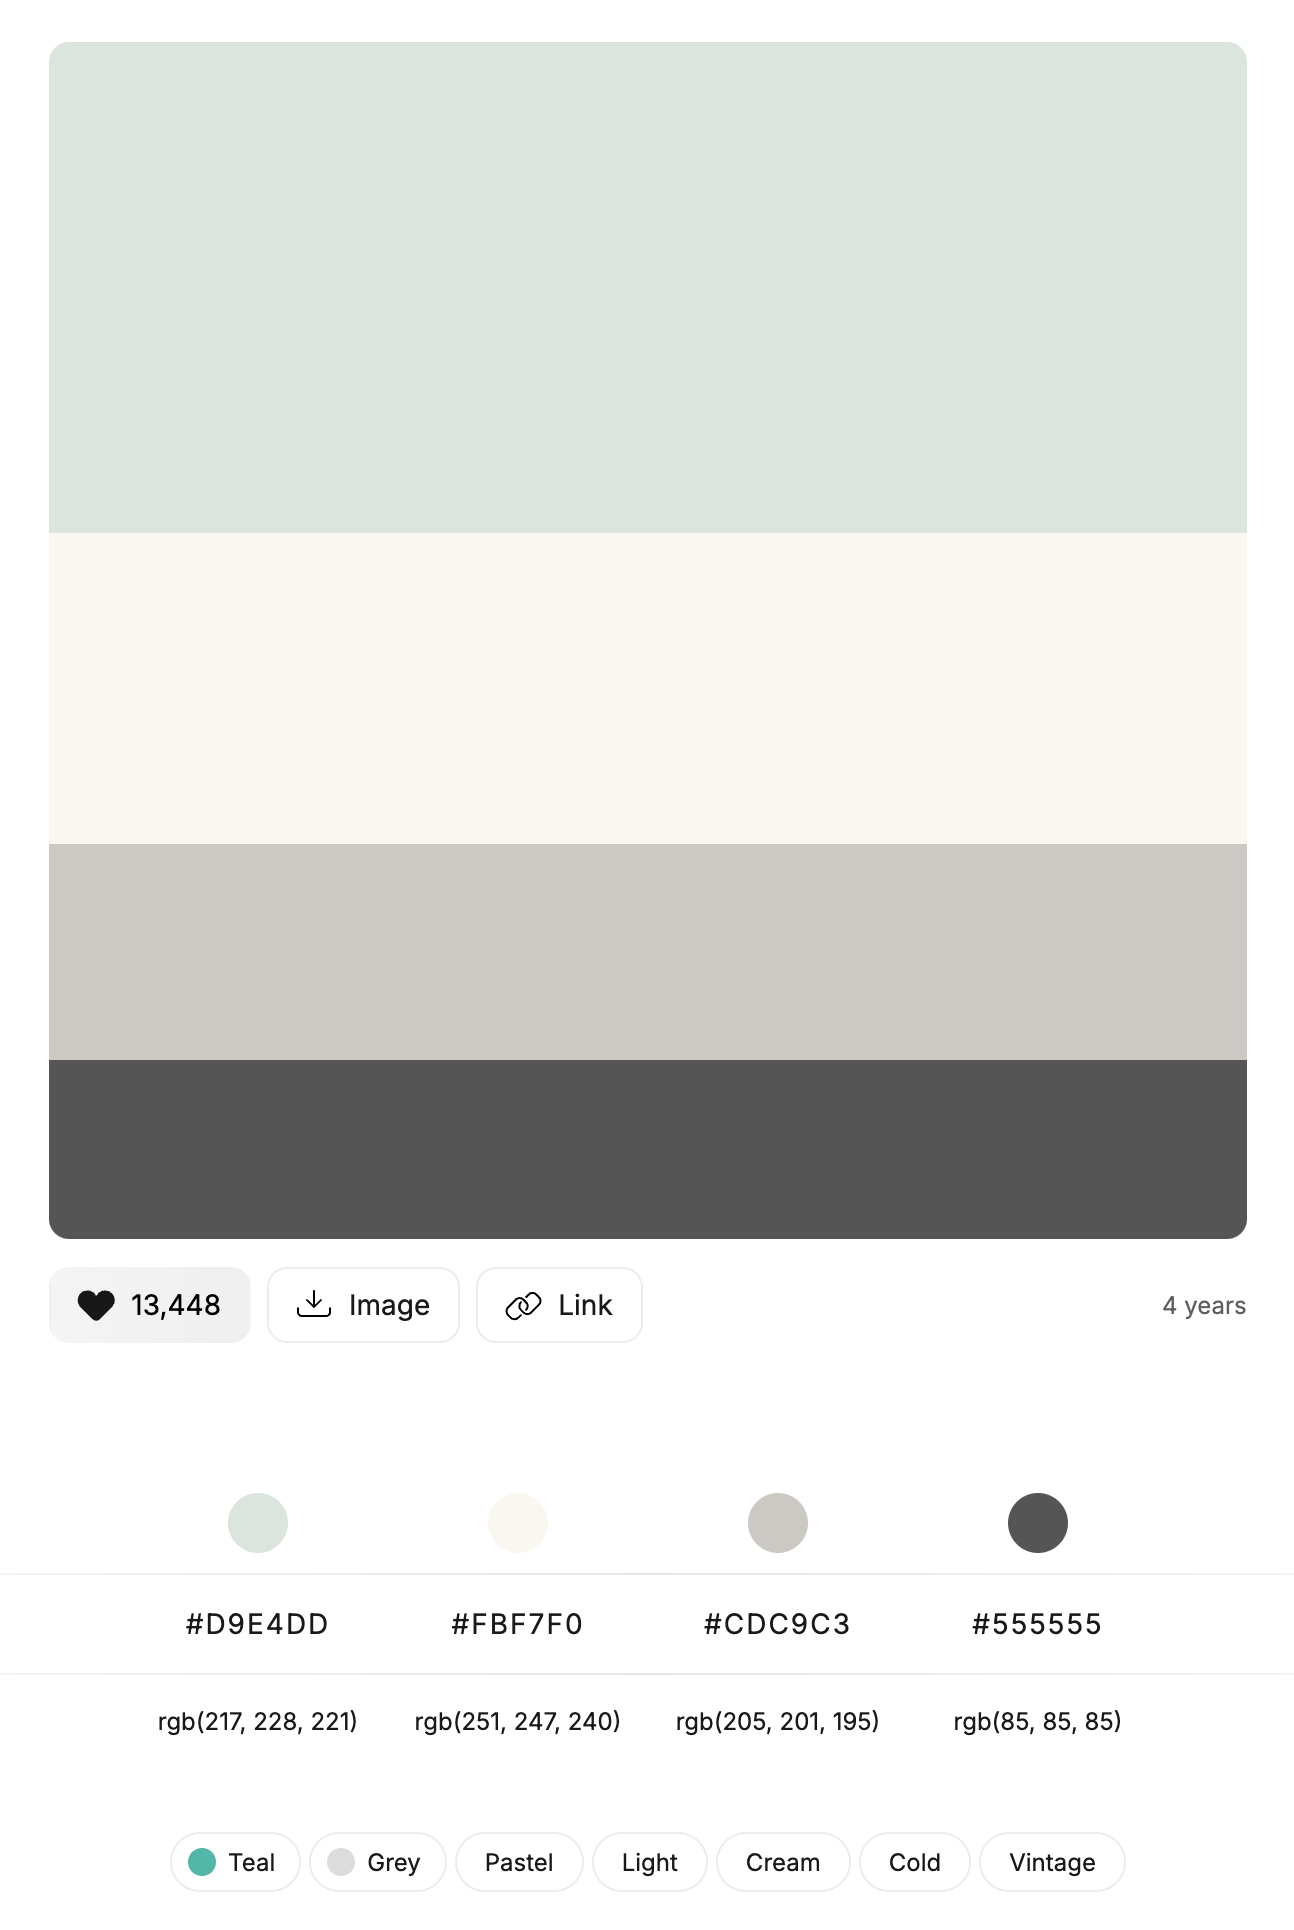 13,448 Image Link 4 years
#D9E4DD #FBF7F0 #CDC9C3 #555555
rgb(217, 228, 221) rgb(251, 247, 240) rgb(205, 201, 195) rgb(85, 85, 85)
Teal Grey Pastel Light Cream Cold Vintage